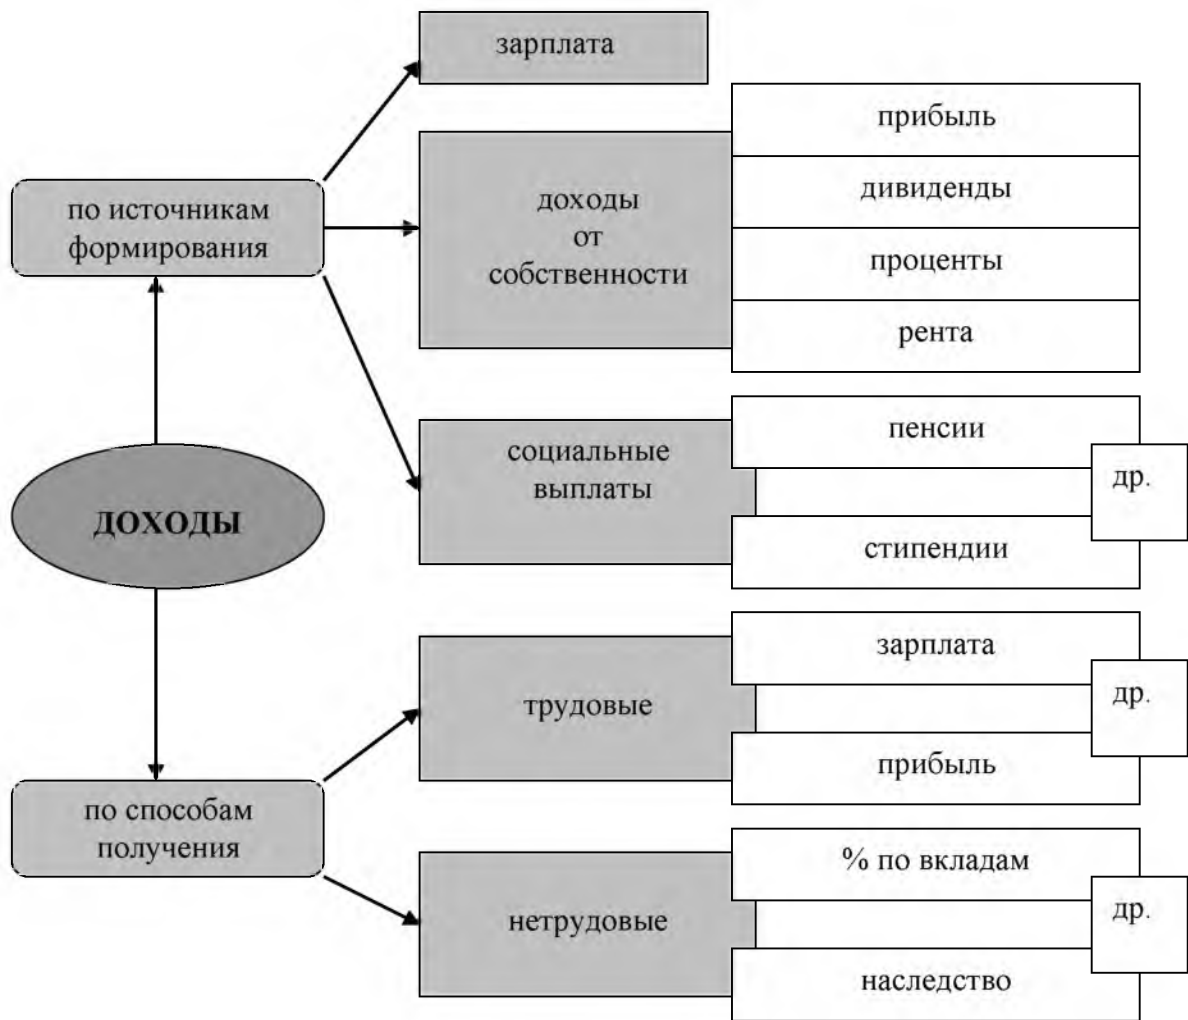 зарплата
прибыль
дивиденды
проценты
рента
доходы
от
собственности
по источникам
формирования
пенсии
социальные
выплаты
др.
стипендии
ДОХОДЫ
зарплата
трудовые
др.
прибыль
по способам
получения
% по вкладам
нетрудовые
др.
наследство